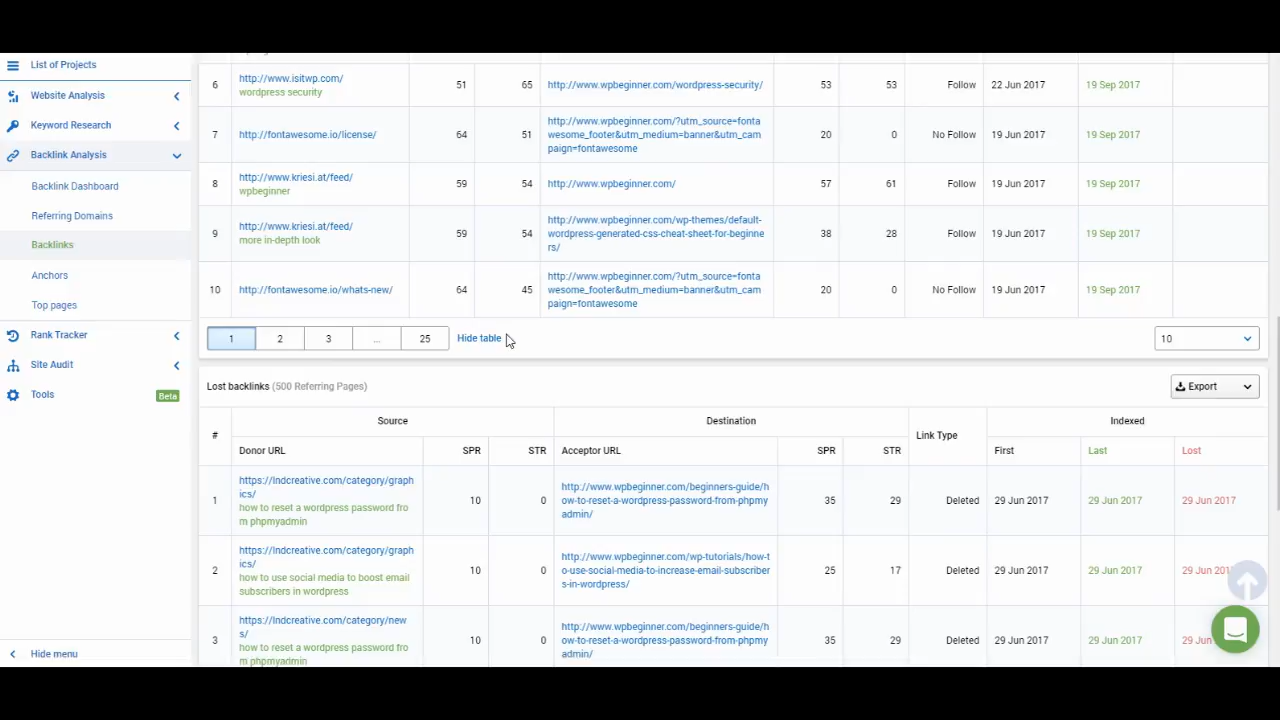 List of Projects
Website Analysis
Keyword Research
Backlink Analysis
Backlink Dashboard
Referring Domains
Backlinks
Anchors
Top pages
Rank Tracker
Site Audit
Tools
Beta
Hide menu
6
http://www.isitwp.com/
wordpress security
51
65
http://www.wpbeginner.com/wordpress-security/
53
53
Follow
22 Jun 2017
19 Sep 2017
7
http://fontawesome.io/license/
64
51
http://www.wpbeginner.com/?utm_source=fonta
wesome_footer&utm_medium=banner&utm_cam
paign=fontawesome
20
0
No Follow
19 Jun 2017
19 Sep 2017
8
http://www.kriesi.at/feed/
wpbeginner
59
54
http://www.wpbeginner.com/
57
61
Follow
19 Jun 2017
19 Sep 2017
9
http://www.kriesi.at/feed/
more in-depth look
59
54
http://www.wpbeginner.com/wp-themes/default-
wordpress-generated-css-cheat-sheet-for-beginne
rs/
38
28
Follow
19 Jun 2017
19 Sep 2017
10
http://fontawesome.io/whats-new/
64
45
http://www.wpbeginner.com/?utm_source=fonta
wesome_footer&utm_medium=banner&utm_cam
paign=fontawesome
20
0
No Follow
19 Jun 2017
19 Sep 2017
1
2
3
...
25
Hide table
10
Lost backlinks (500 Referring Pages)
Export
#
Source
Destination
Link Type
Indexed
Donor URL
SPR
STR
Acceptor URL
SPR
STR
First
Last
Lost
1
https://lndcreative.com/category/graph
ics/
how to reset a wordpress password fro
m phpmyadmin
10
0
http://www.wpbeginner.com/beginners-guide/h
ow-to-reset-a-wordpress-password-from-phpmy
admin/
35
29
Deleted
29 Jun 2017
29 Jun 2017
29 Jun 2017
2
https://lndcreative.com/category/graph
ics/
how to use social media to boost email
subscribers in wordpress
10
0
http://www.wpbeginner.com/wp-tutorials/how-t
o-use-social-media-to-increase-email-subscriber
s-in-wordpress/
25
17
Deleted
29 Jun 2017
29 Jun 2017
29 Jun
3
https://lndcreative.com/category/new
s/
how to reset a wordpress password fro
m phpmyadmin
10
0
http://www.wpbeginner.com/beginners-guide/h
ow-to-reset-a-wordpress-password-from-phpmy
admin/
35
29
Deleted
29 Jun 2017
29 Jun 2017
29 Jun